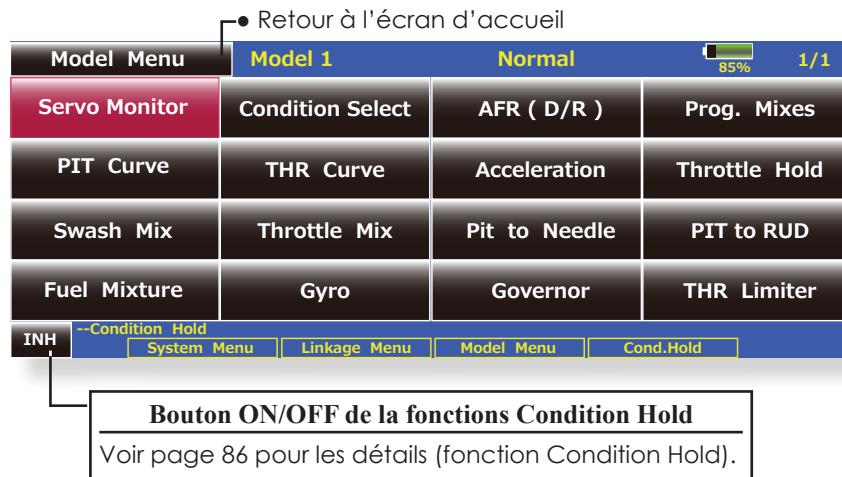 ● Retour à l’écran d’accueil
Model Menu Model 1 Normal 85% 1/1
Servo Monitor Condition Select AFR ( D/R ) Prog. Mixes
PIT Curve THR Curve Acceleration Throttle Hold
Swash Mix Throttle Mix Pit to Needle PIT to RUD
Fuel Mixture Gyro Governor THR Limiter
INH --Condition Hold
System Menu Linkage Menu Model Menu Cond.Hold
Bouton ON/OFF de la fonctions Condition Hold
Voir page 86 pour les détails (fonction Condition Hold).